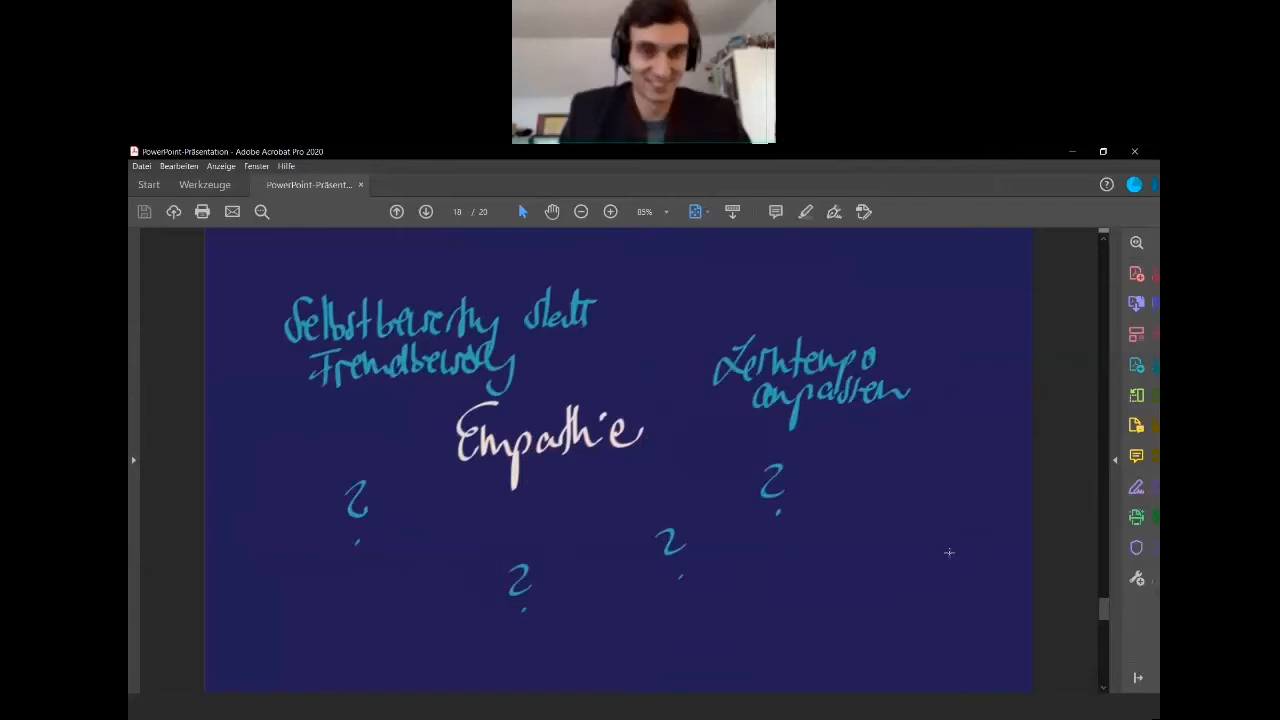 PowerPoint-Präsentation - Adobe Acrobat Pro 2020
Datei Bearbeiten Anzeige Fenster Hilfe
Start Werkzeuge PowerPoint-Präsent... ×
18 / 20 85%
Selbstbewertung statt
Fremdbewertung
Lerntempo
anpassen
Empathie
?
?
?
?